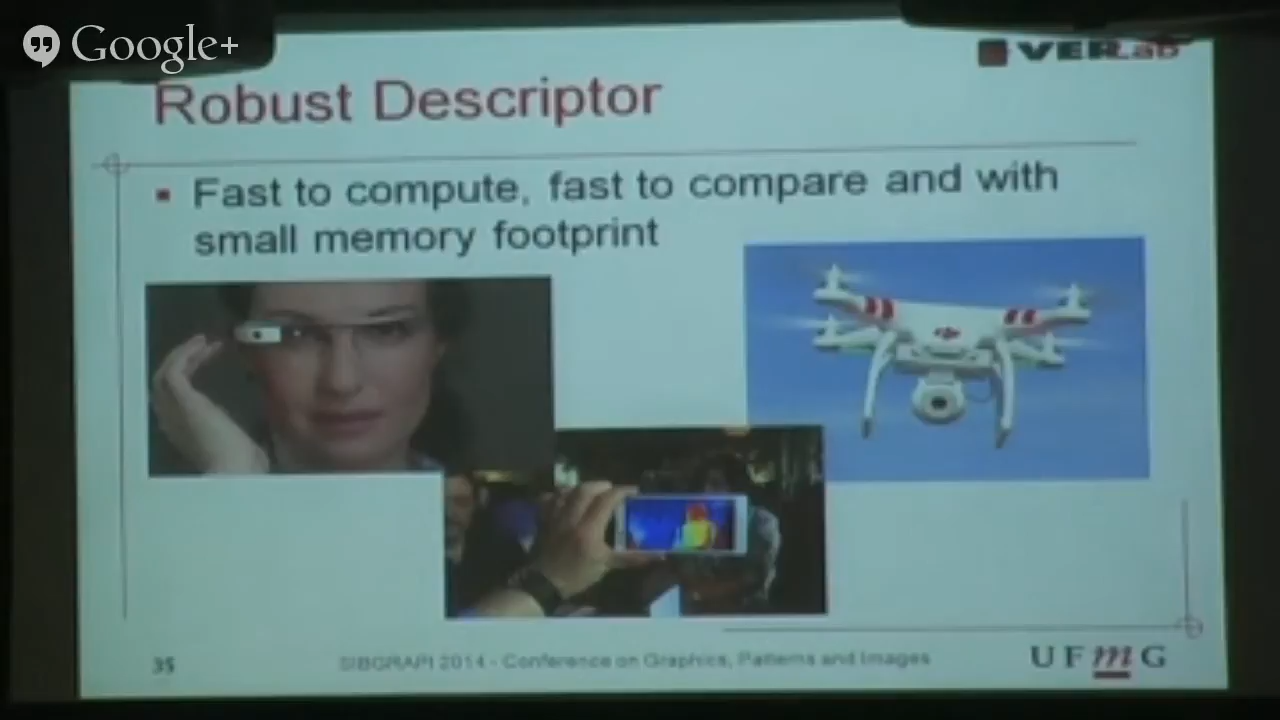 Google+
VERLab
Robust Descriptor
Fast to compute, fast to compare and with
small memory footprint
35
SIBGRAPI 2014 - Conference on Graphics, Patterns and Images
UFmG